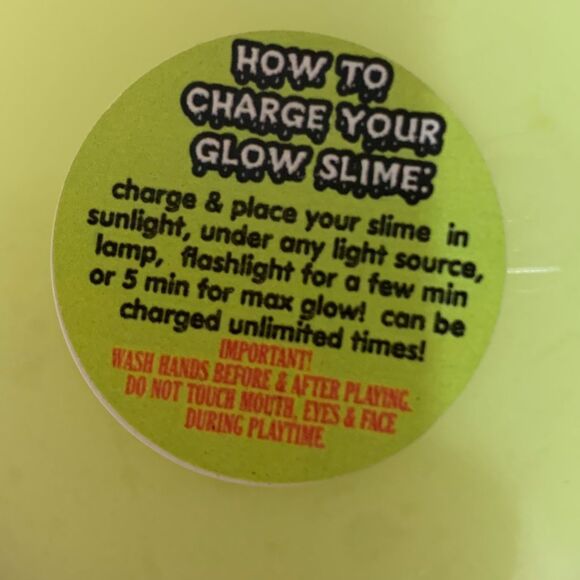 HOW TO
CHARGE YOUR
GLOW SLIME:
charge & place your slime in
sunlight, under any light source,
lamp, flashlight for a few min
or 5 min for max glow! can be
charged unlimited times!
IMPORTANT!
WASH HANDS BEFORE & AFTER PLAYING.
DO NOT TOUCH MOUTH, EYES & FACE
DURING PLAYTIME.